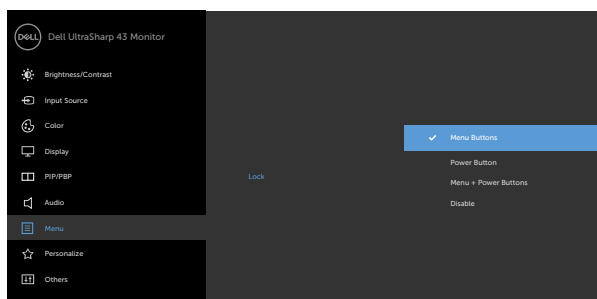 DELL
Dell UltraSharp 43 Monitor
Brightness/Contrast
Input Source
Color
Display
PIP/PBP
Audio
Menu
Personalize
Others
Lock
Menu Buttons
Power Button
Menu + Power Buttons
Disable